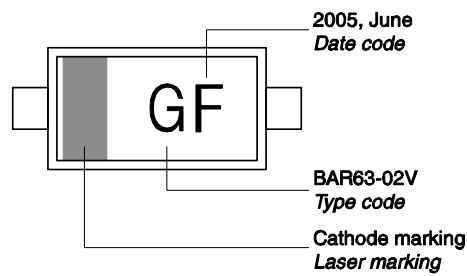 2005, June
Date code
GF
BAR63-02V
Type code
Cathode marking
Laser marking